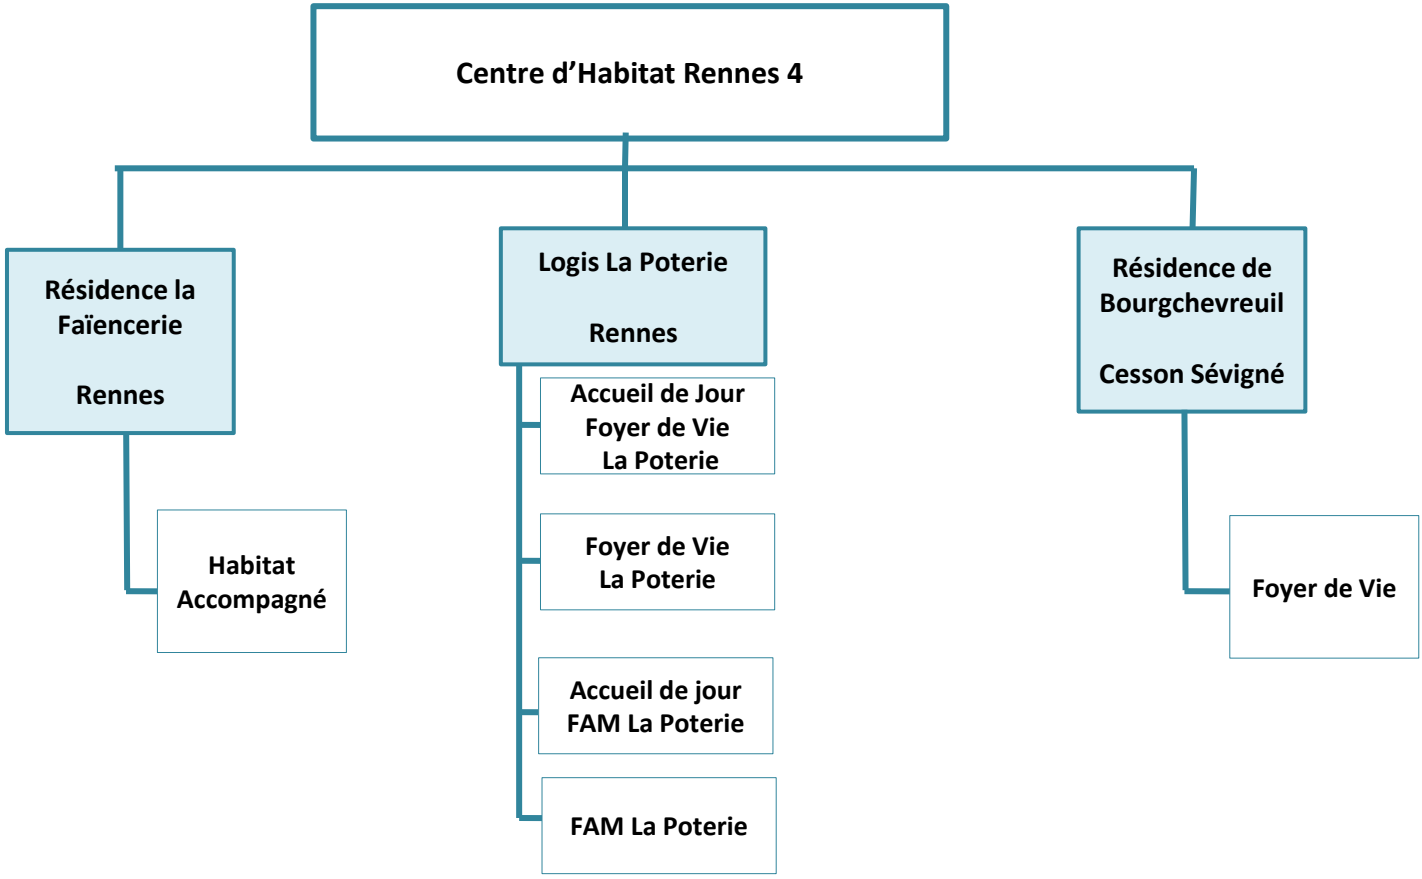 Centre d’Habitat Rennes 4
Résidence la
Faïencerie
Rennes
Habitat
Accompagné
Logis La Poterie
Rennes
Accueil de Jour
Foyer de Vie
La Poterie
Foyer de Vie
La Poterie
Accueil de jour
FAM La Poterie
FAM La Poterie
Résidence de
Bourgchevreuil
Cesson Sévigné
Foyer de Vie